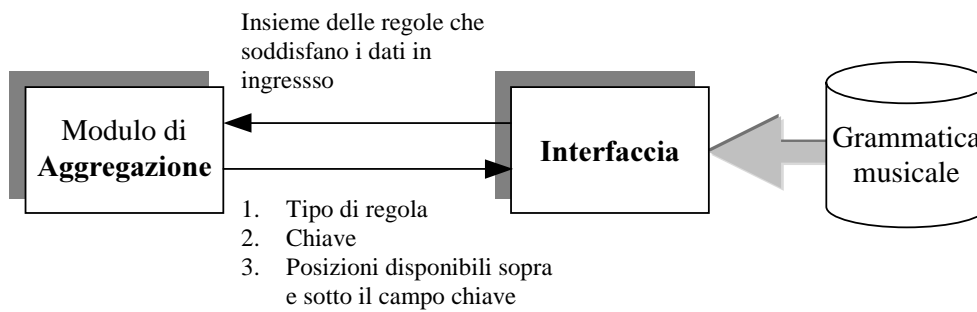 Insieme delle regole che
soddisfano i dati in
ingressso
Modulo di
Aggregazione
Interfaccia
Grammatica
musicale
1. Tipo di regola
2. Chiave
3. Posizioni disponibili sopra
e sotto il campo chiave